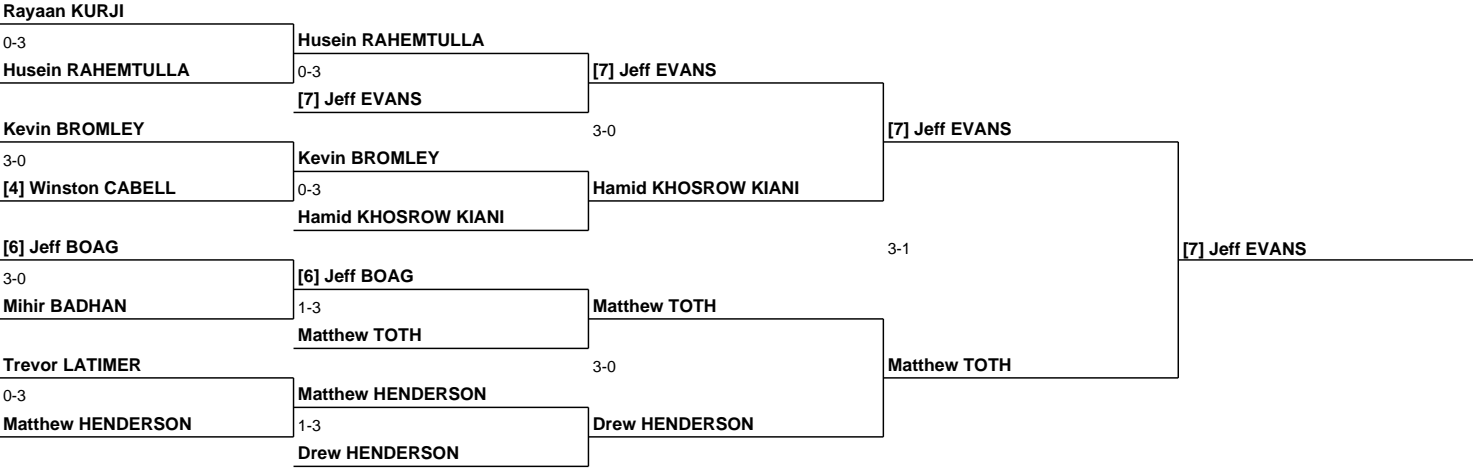 Rayaan KURJI
0-3
Husein RAHEMTULLA
Husein RAHEMTULLA
0-3
[7] Jeff EVANS
[7] Jeff EVANS
Kevin BROMLEY
3-0
[7] Jeff EVANS
3-0
Kevin BROMLEY
[4] Winston CABELL
0-3
Hamid KHOSROW KIANI
Hamid KHOSROW KIANI
[6] Jeff BOAG
3-1
[7] Jeff EVANS
3-0
[6] Jeff BOAG
Mihir BADHAN
1-3
Matthew TOTH
Matthew TOTH
Trevor LATIMER
3-0
Matthew TOTH
0-3
Matthew HENDERSON
Matthew HENDERSON
1-3
Drew HENDERSON
Drew HENDERSON